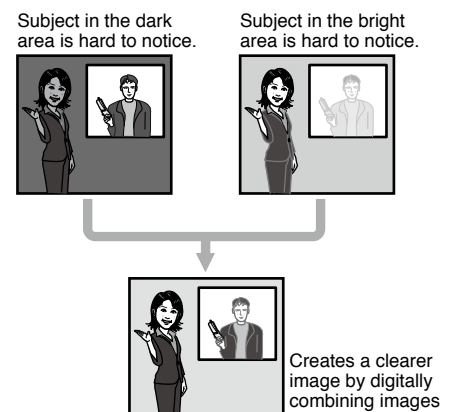 Subject in the dark
area is hard to notice.
Subject in the bright
area is hard to notice.
Creates a clearer
image by digitally
combining images